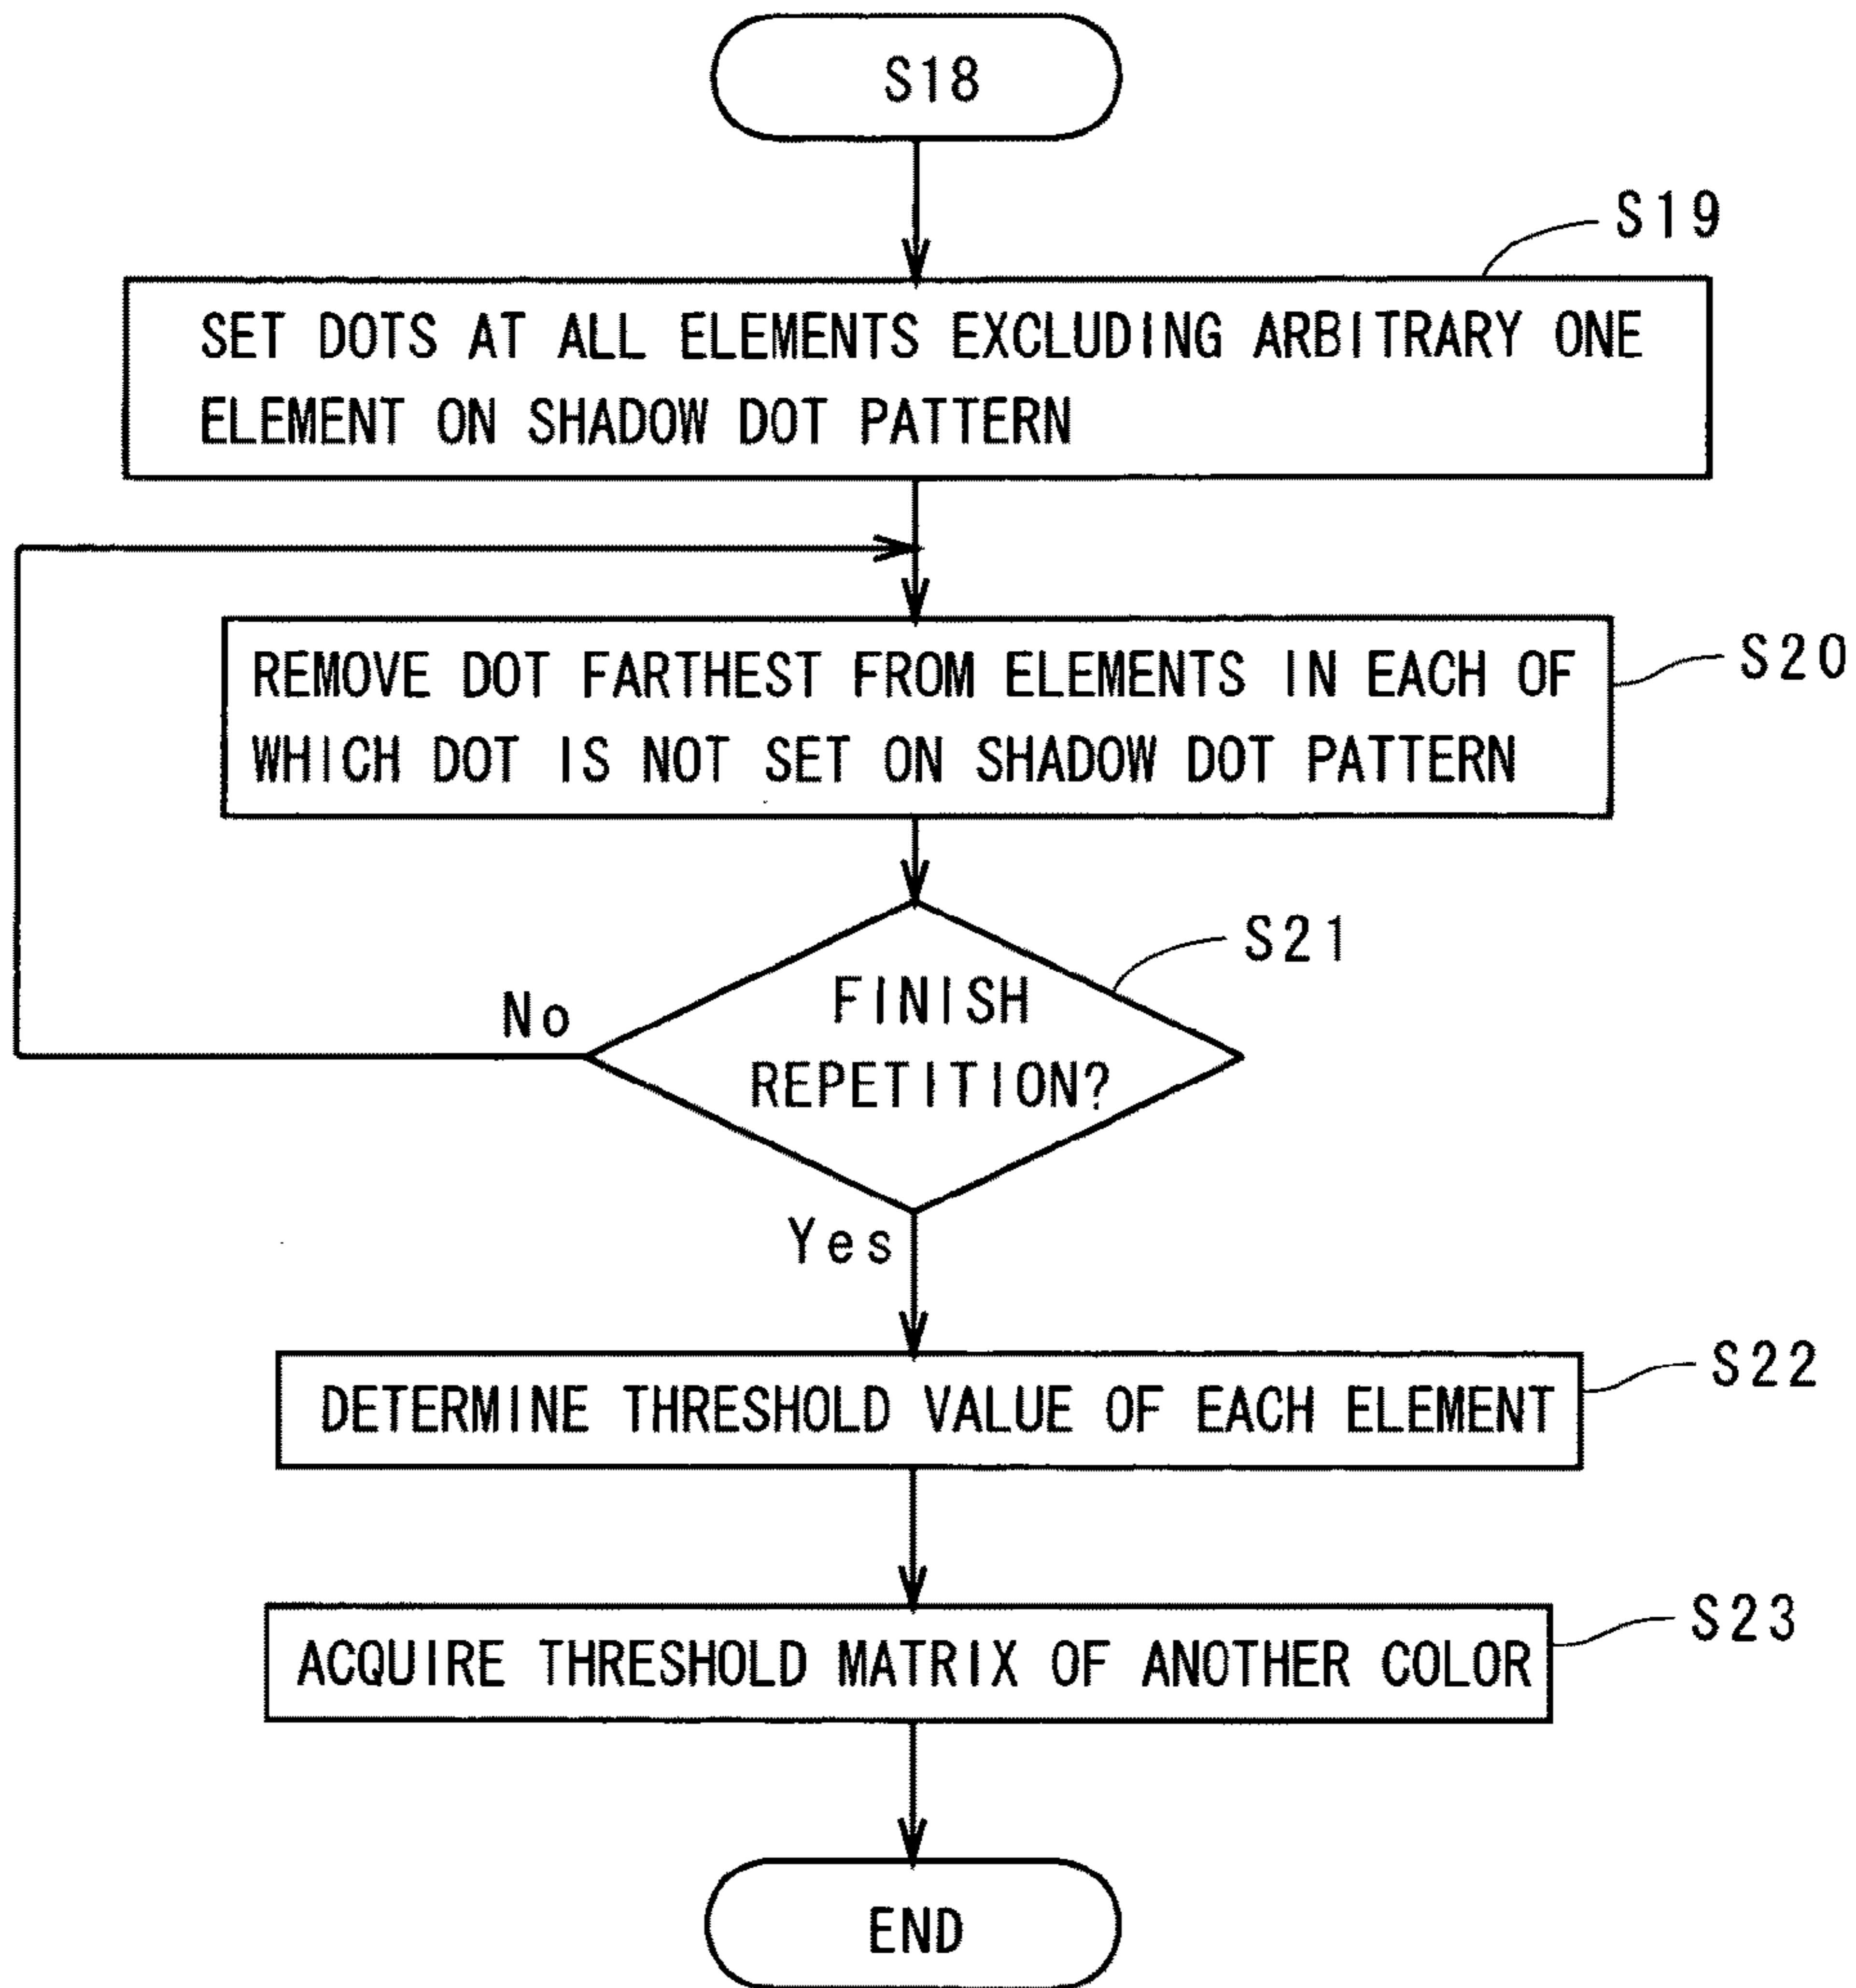 S18
S19
SET DOTS AT ALL ELEMENTS EXCLUDING ARBITRARY ONE
ELEMENT ON SHADOW DOT PATTERN
S20
REMOVE DOT FARTHEST FROM ELEMENTS IN EACH OF
WHICH DOT IS NOT SET ON SHADOW DOT PATTERN
S21
FINISH
REPETITION?
No
Yes
S22
DETERMINE THRESHOLD VALUE OF EACH ELEMENT
S23
ACQUIRE THRESHOLD MATRIX OF ANOTHER COLOR
END